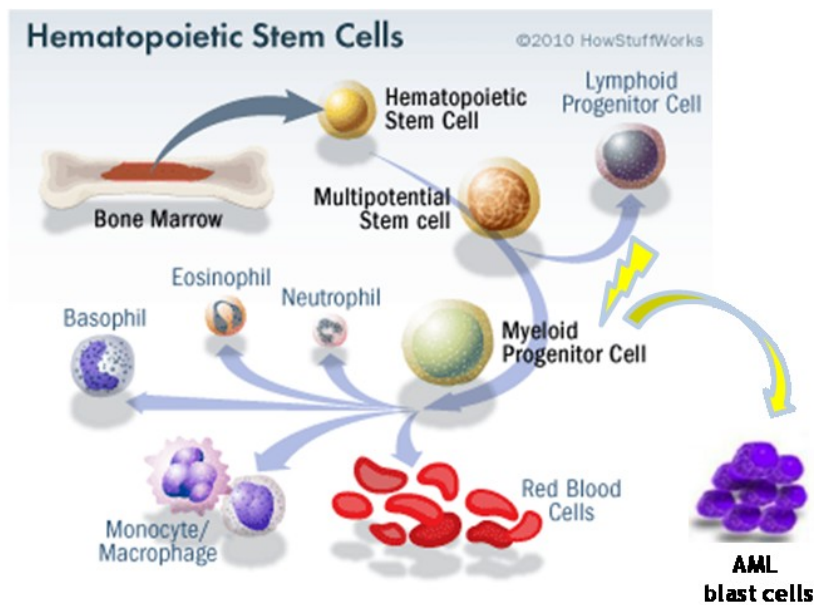 Hematopoietic Stem Cells
©2010 HowStuffWorks
Hematopoietic
Stem Cell
Lymphoid
Progenitor Cell
Multipotential
Stem cell
Bone Marrow
Eosinophil
Neutrophil
Basophil
Myeloid
Progenitor Cell
Monocyte/
Macrophage
Red Blood
Cells
AML
blast cells